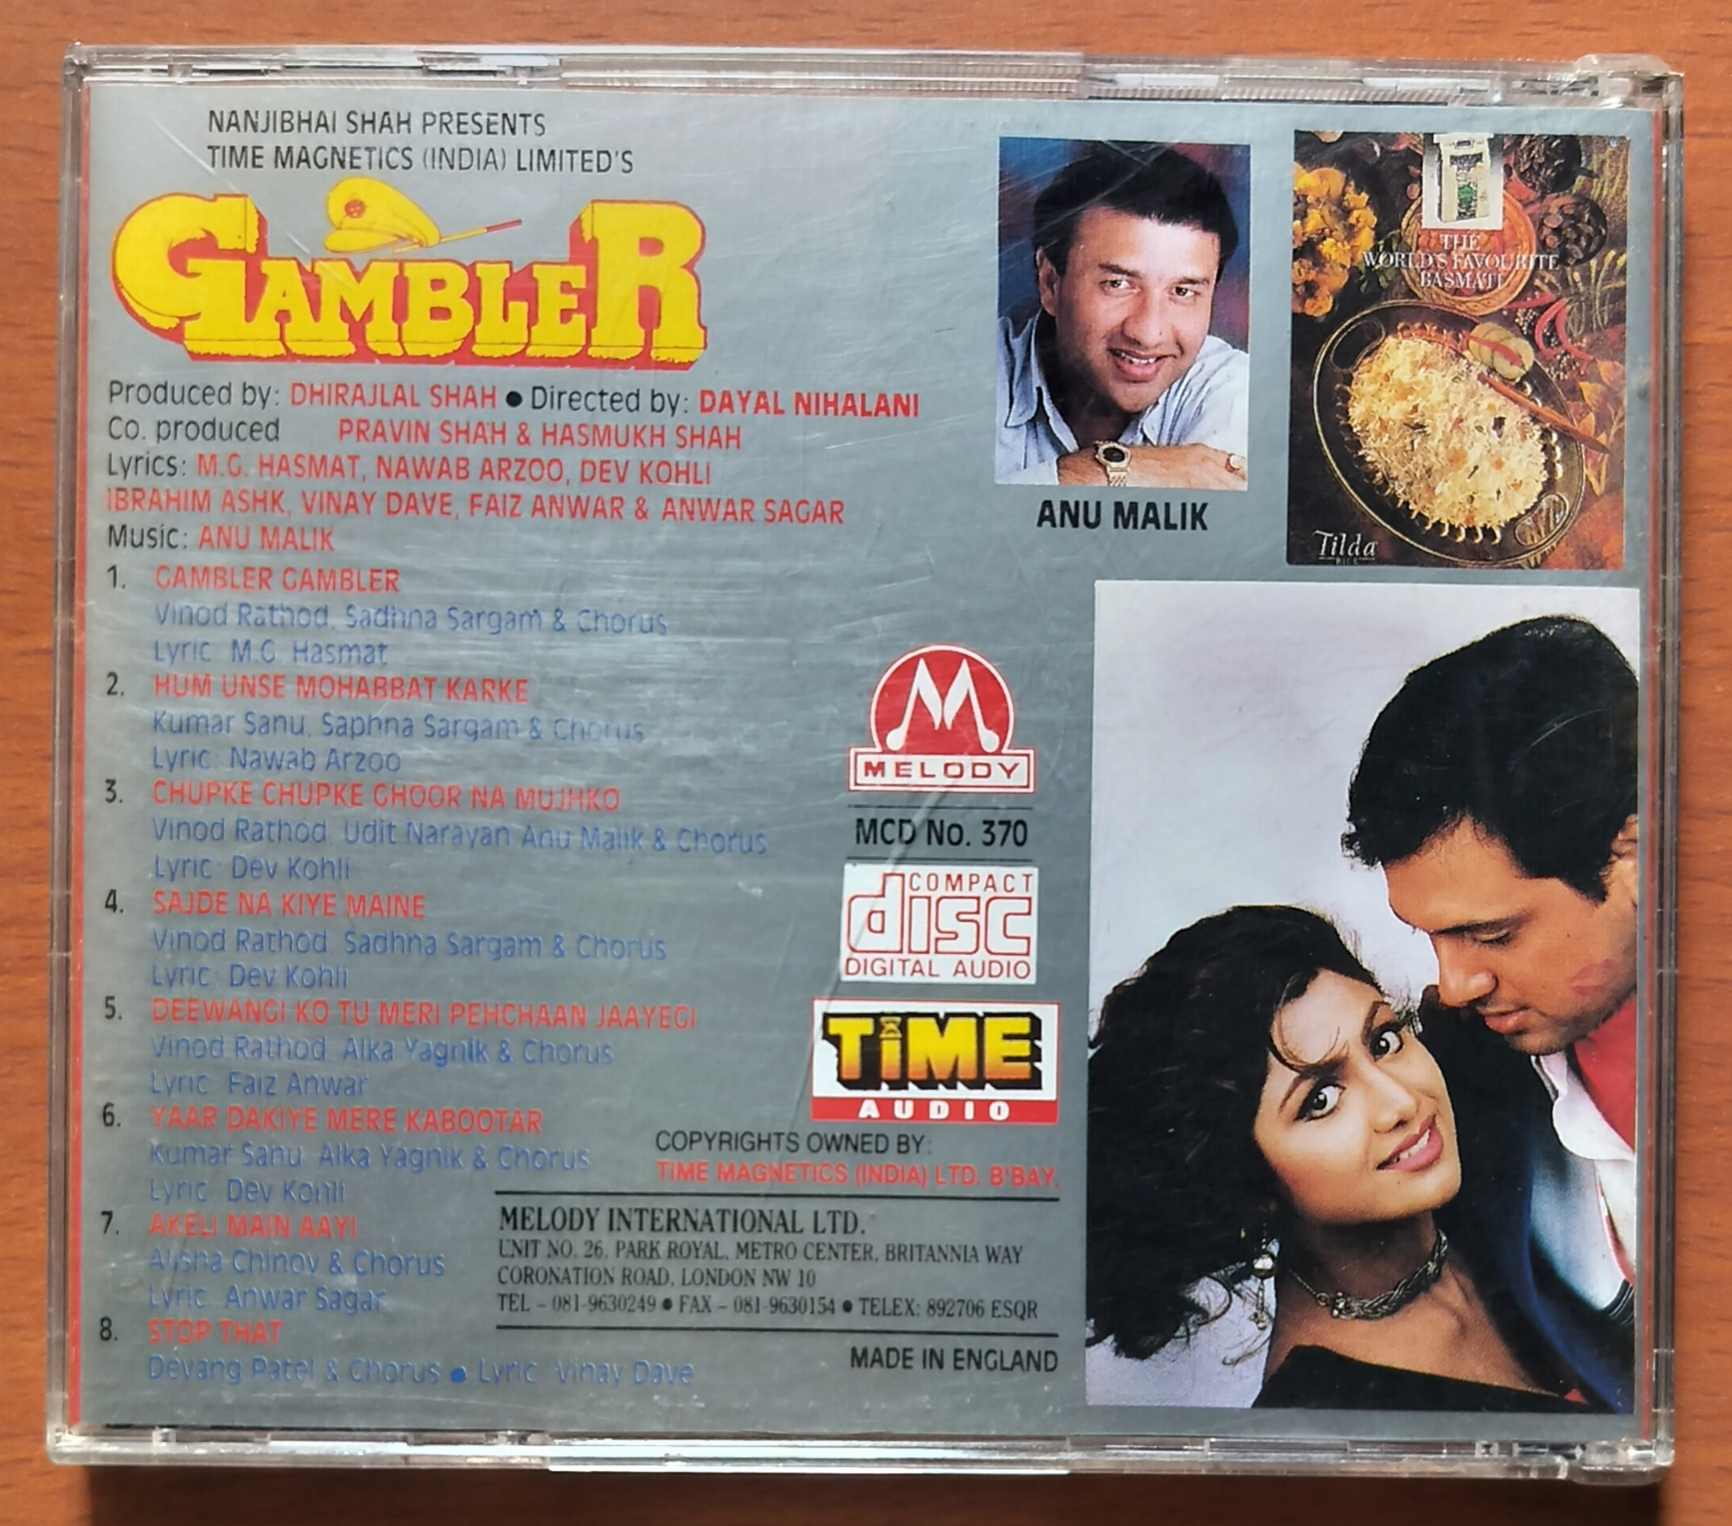 NANJIBHAI SHAH PRESENTS
TIME MAGNETICS (INDIA) LIMITED'S
GAMBLER
Produced by: DHIRAJLAL SHAH ● Directed by: DAYAL NIHALANI
Co. produced PRAVIN SHAH & HASMUKH SHAH
Lyrics: M.G. HASMAT, NAWAB ARZOO, DEV KOHLI
IBRAHIM ASHK, VINAY DAVE, FAIZ ANWAR & ANWAR SAGAR
Music: ANU MALIK
1. GAMBLER GAMBLER
Vinod Rathod, Sadhna Sargam & Chorus
Lyric: M.G. Hasmat
2. HUM UNSE MOHABBAT KARKE
Kumar Sanu, Saphna Sargam & Chorus
Lyric: Nawab Arzoo
3. CHUPKE CHUPKE GHOOR NA MUJHKO
Vinod Rathod, Udit Narayan Anu Malik & Chorus
Lyric: Dev Kohli
4. SAJDE NA KIYE MAINE
Vinod Rathod, Sadhna Sargam & Chorus
Lyric: Dev Kohli
5. DEEWANGI KO TU MERI PEHCHAAN JAAYEGI
Vinod Rathod, Alka Yagnik & Chorus
Lyric: Faiz Anwar
6. YAAR DAKIYE MERE KABOOTAR
Kumar Sanu, Alka Yagnik & Chorus
Lyric: Dev Kohli
7. AKELI MAIN AAYI
Alisha Chinoy & Chorus
Lyric: Anwar Sagar
8. STOP THAT
Devang Patel & Chorus ● Lyric: Vinay Dave
ANU MALIK
THE
WORLD'S FAVOURITE
BASMATI
Tilda
RICE
MELODY
MCD No. 370
COMPACT
disc
DIGITAL AUDIO
TiME
AUDIO
COPYRIGHTS OWNED BY:
TIME MAGNETICS (INDIA) LTD. B'BAY.
MELODY INTERNATIONAL LTD.
UNIT NO. 26, PARK ROYAL, METRO CENTER, BRITANNIA WAY
CORONATION ROAD, LONDON NW 10
TEL – 081-9630249 ● FAX – 081-9630154 ● TELEX: 892706 ESQR
MADE IN ENGLAND